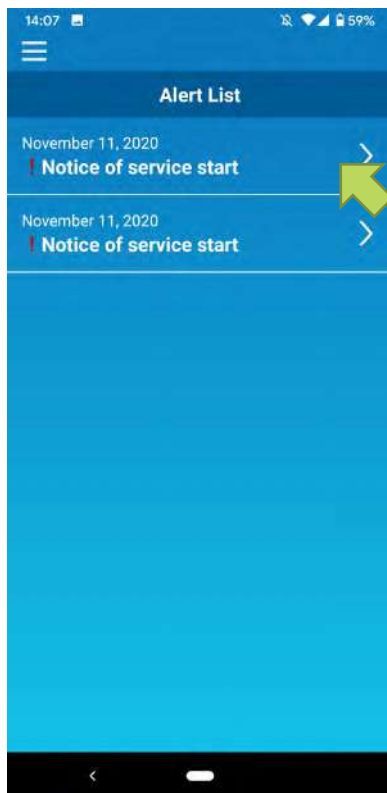 14:07 59%
Alert List
November 11, 2020
! Notice of service start
November 11, 2020
! Notice of service start